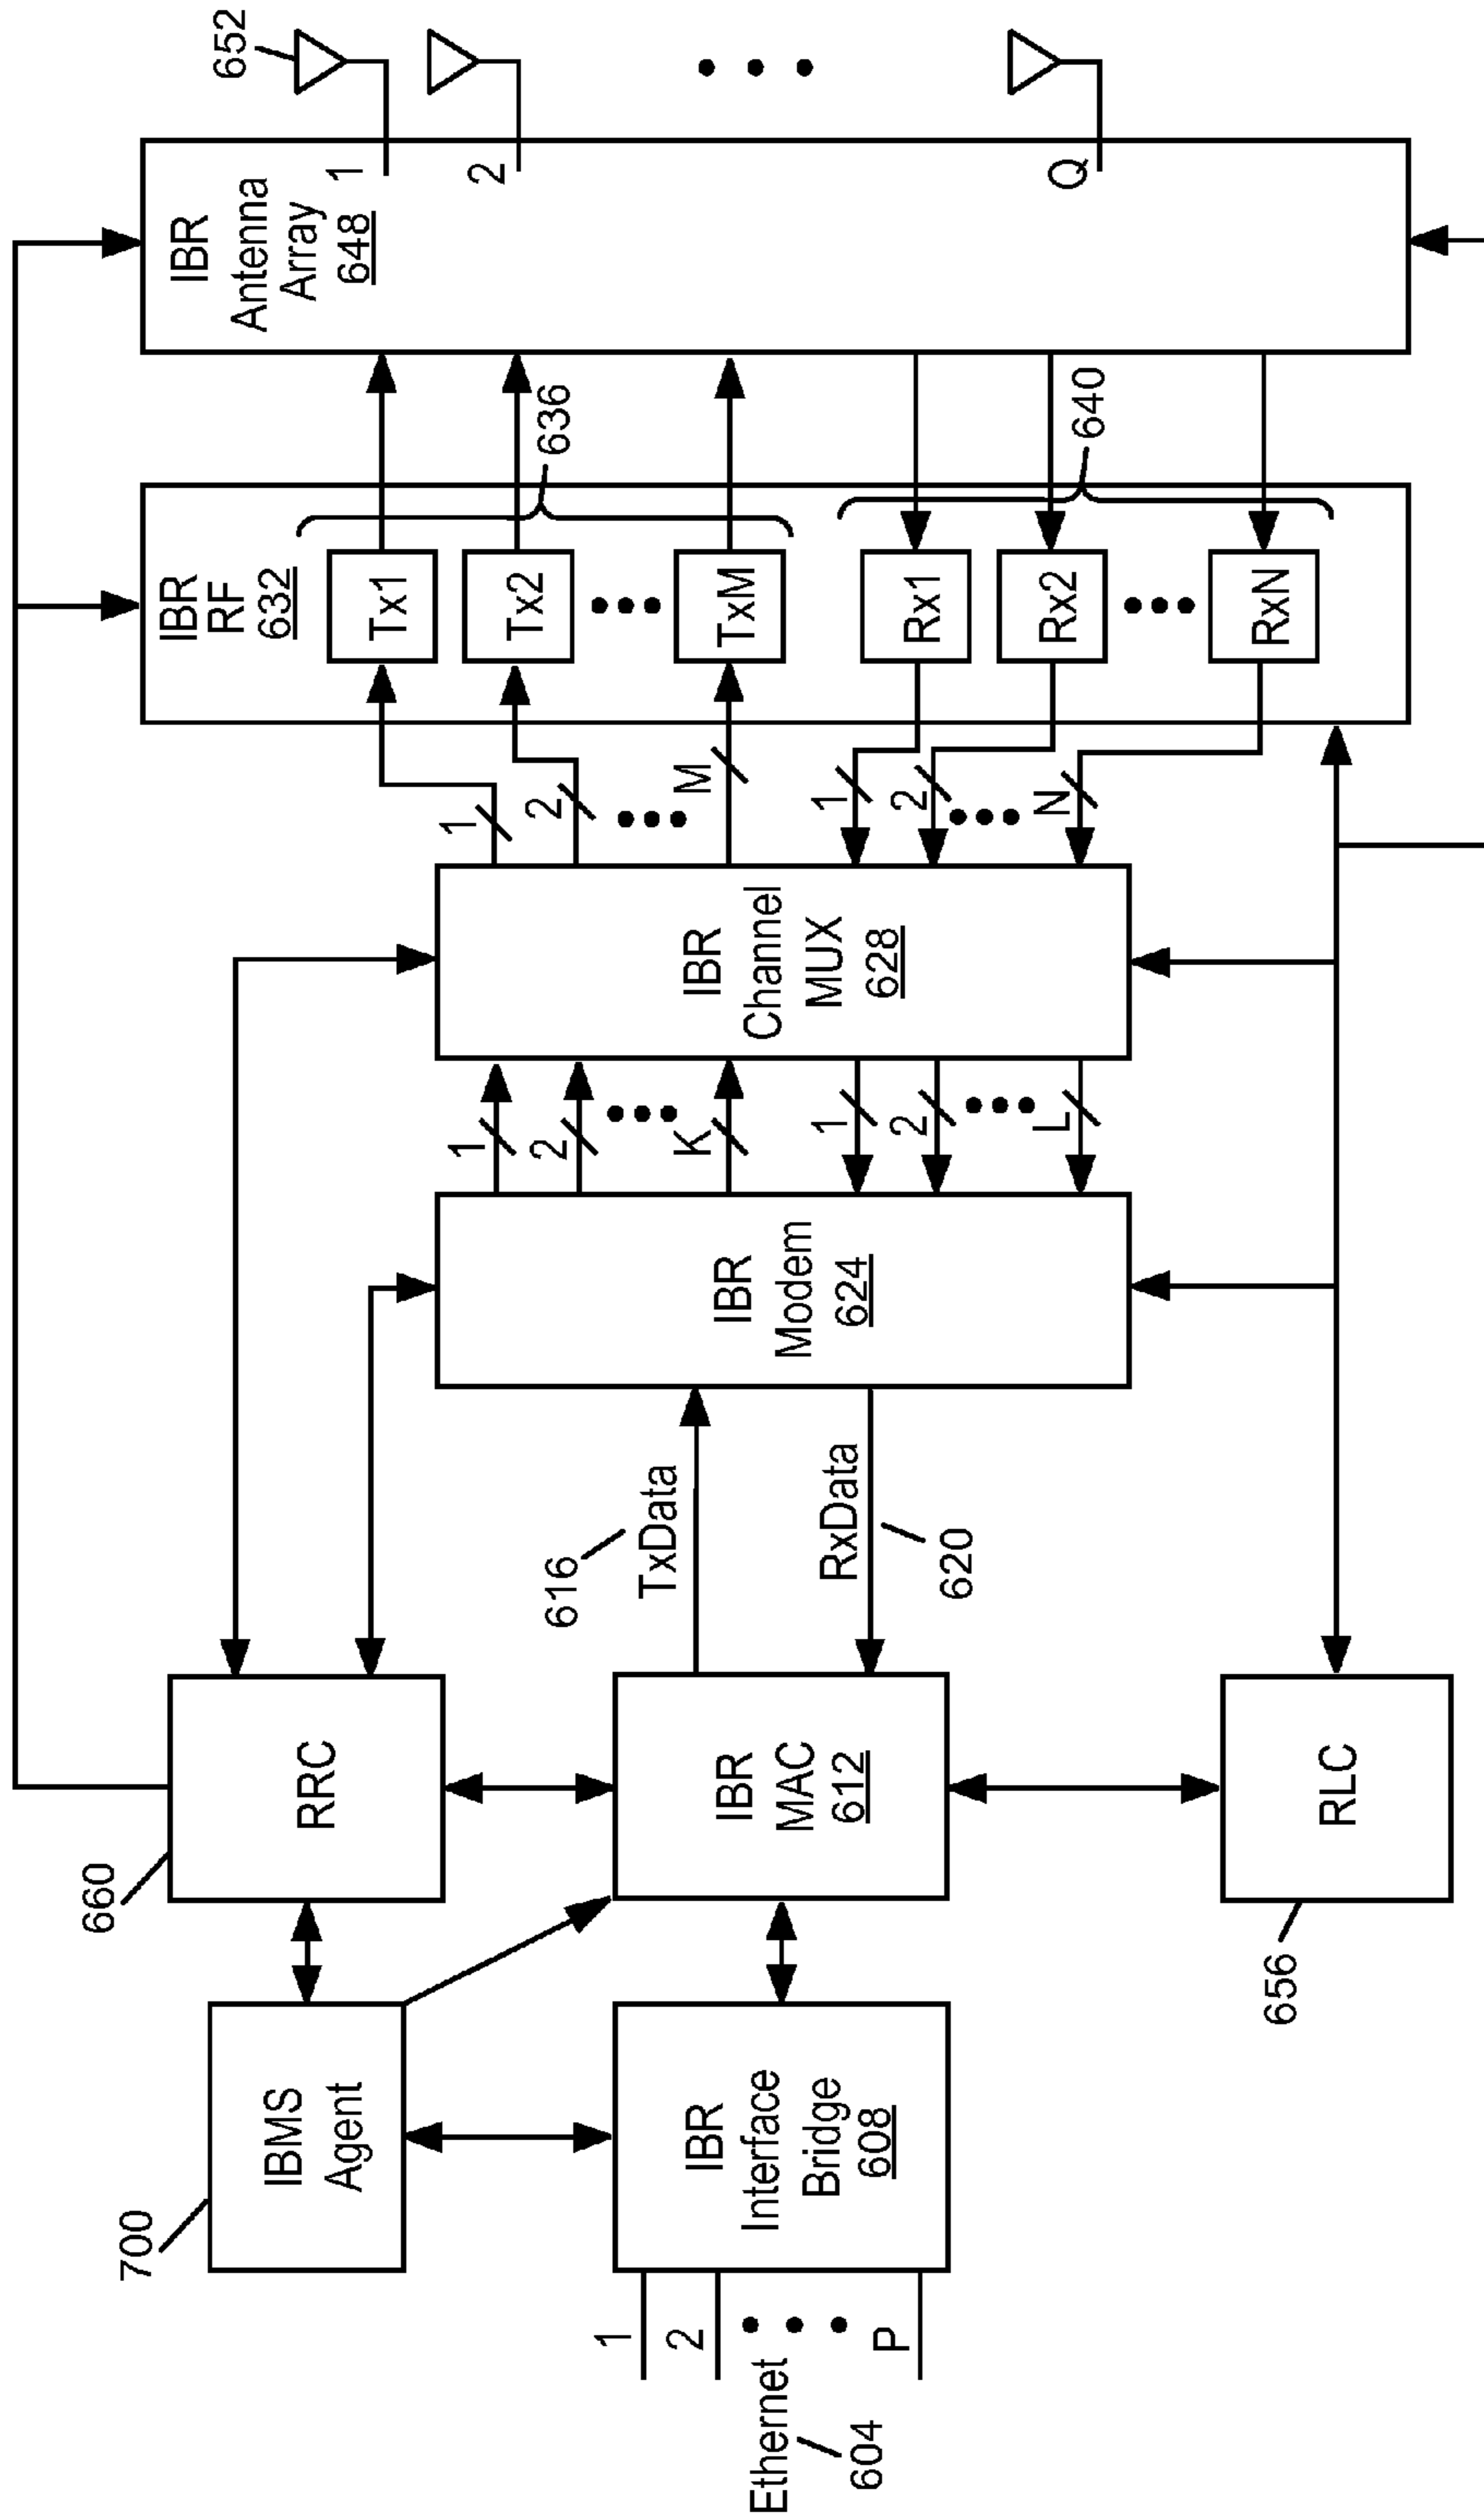 652
IBR
Antenna
Array
648
1
2
Q
IBR
RF
632
636
640
Tx1
Tx2
TxM
Rx1
Rx2
RxN
1
2
M
1
2
N
IBR
Channel
MUX
628
1
2
K
1
2
L
IBR
Modem
624
616
TxData
RxData
620
660
RRC
IBR
MAC
612
RLC
656
700
IBMS
Agent
IBR
Interface
Bridge
608
1
2
P
Ethernet
604